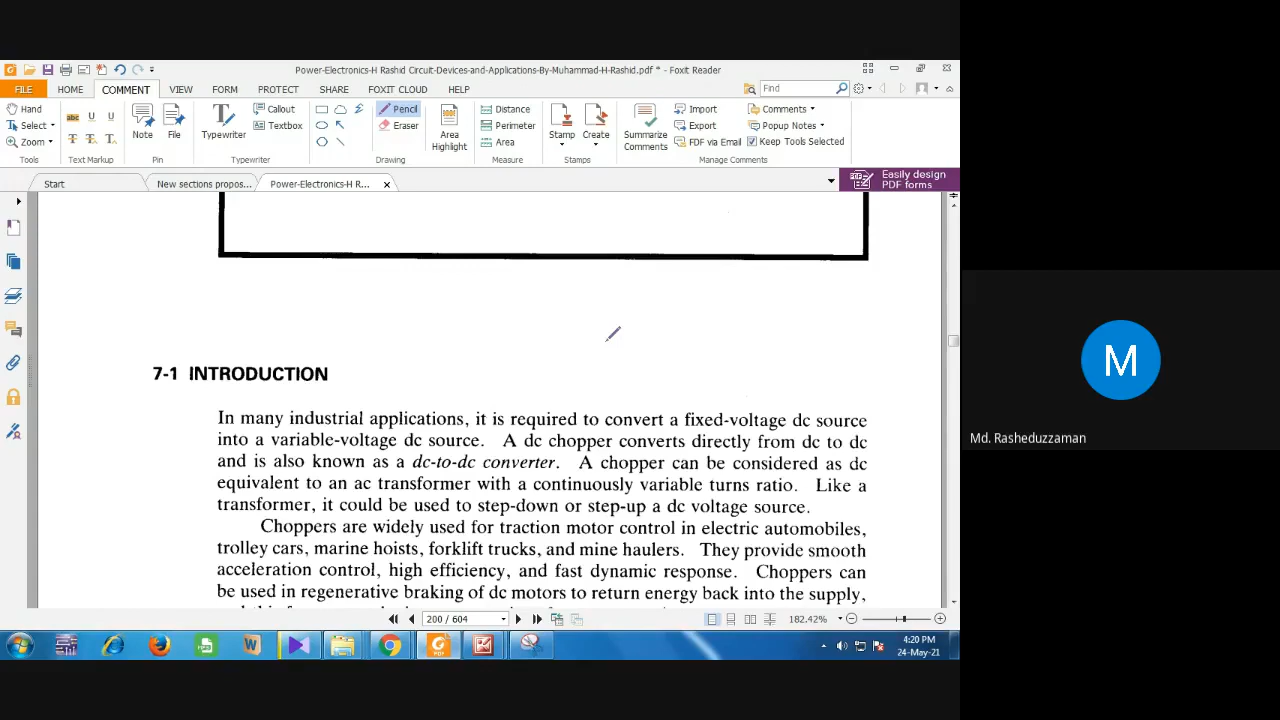 Power-Electronics-H Rashid Circuit-Devices-and-Applications-By-Muhammad-H-Rashid.pdf * - Foxit Reader
FILE HOME COMMENT VIEW FORM PROTECT SHARE FOXIT CLOUD HELP Find
Hand Select Zoom Tools
abc U U T T T Text Markup
Note File Pin
Typewriter Callout Textbox Typewriter
Pencil Eraser Drawing
Area Highlight
Distance Perimeter Area Measure
Stamp Create Stamps
Summarize Comments
Import Export FDF via Email
Comments Popup Notes Keep Tools Selected
Manage Comments
Start New sections propos... Power-Electronics-H R...
Easily design
PDF forms
7-1 INTRODUCTION
In many industrial applications, it is required to convert a fixed-voltage dc source
into a variable-voltage dc source. A dc chopper converts directly from dc to dc
and is also known as a dc-to-dc converter. A chopper can be considered as dc
equivalent to an ac transformer with a continuously variable turns ratio. Like a
transformer, it could be used to step-down or step-up a dc voltage source.
Choppers are widely used for traction motor control in electric automobiles,
trolley cars, marine hoists, forklift trucks, and mine haulers. They provide smooth
acceleration control, high efficiency, and fast dynamic response. Choppers can
be used in regenerative braking of dc motors to return energy back into the supply,
200 / 604
182.42%
4:20 PM
24-May-21
M
Md. Rasheduzzaman